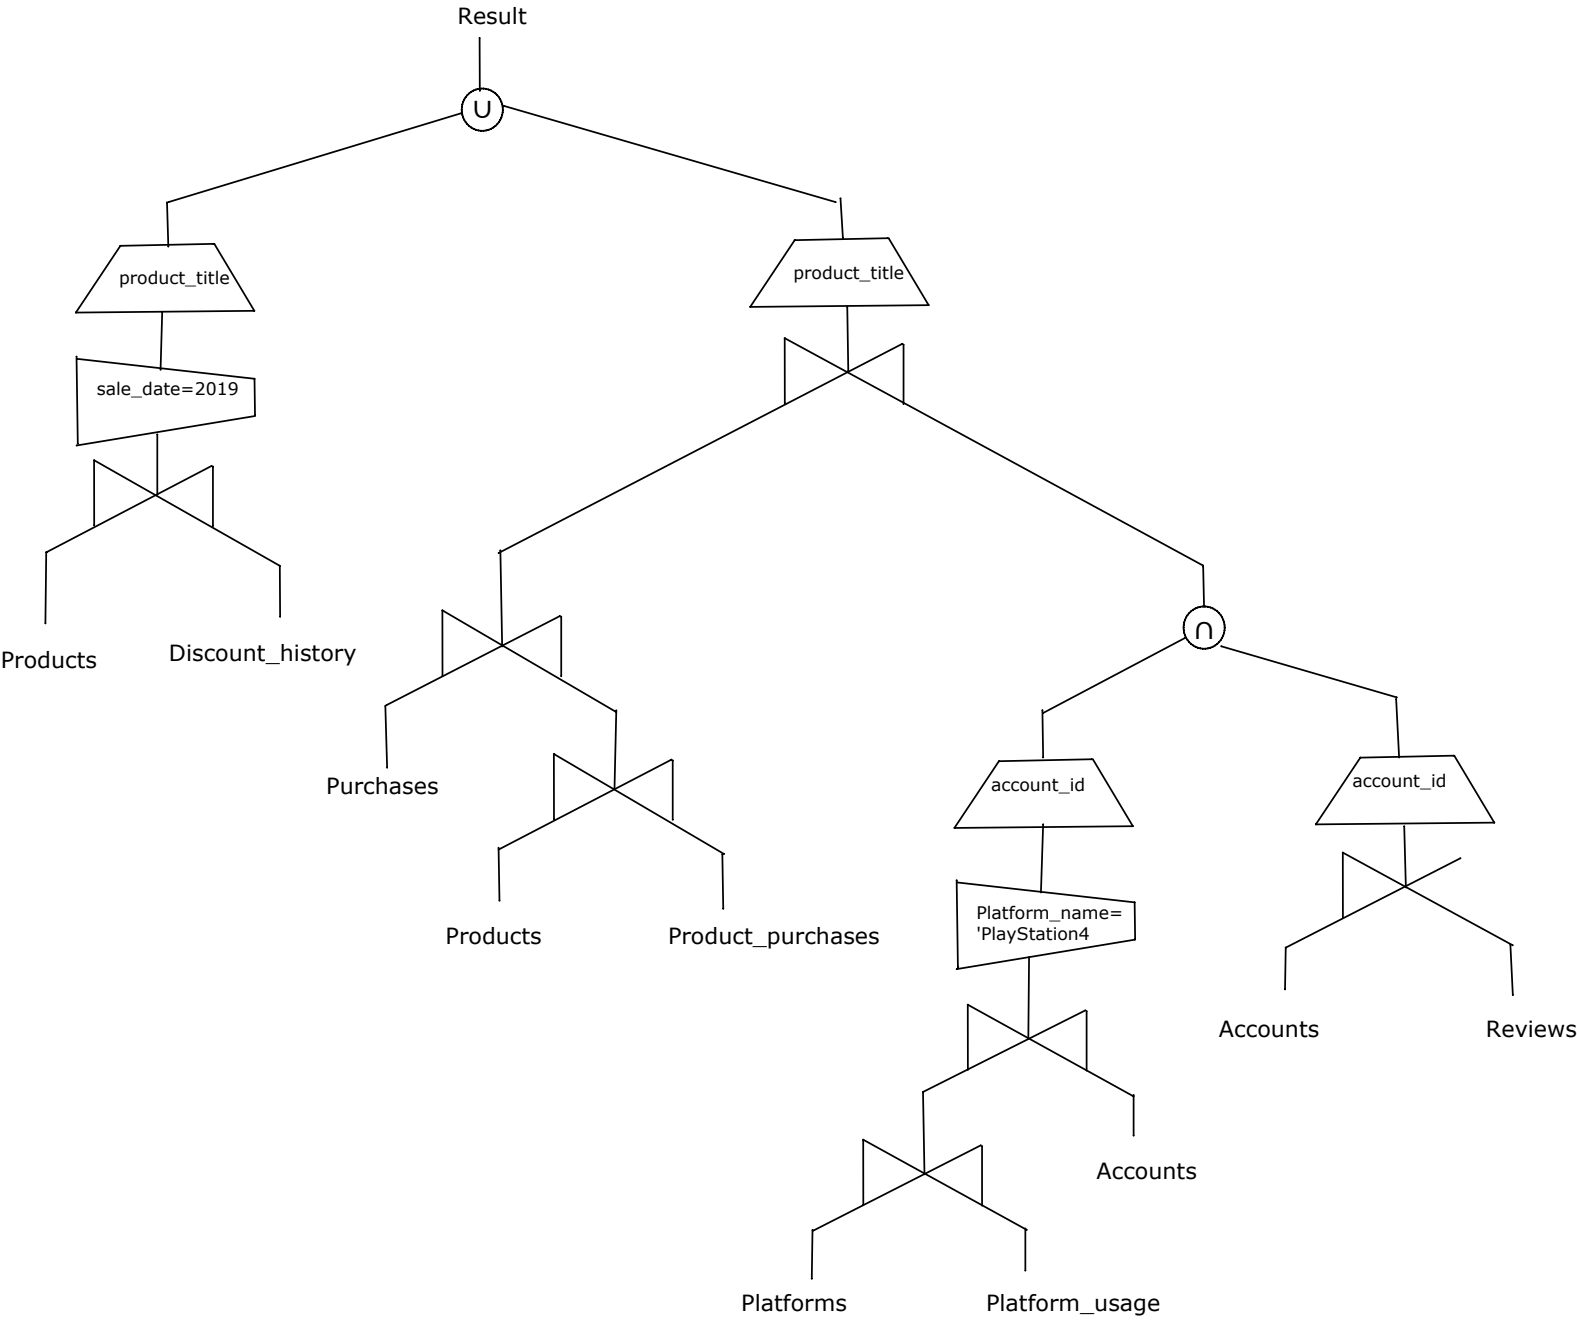 Result
∪
product_title
product_title
sale_date=2019
Products
Discount_history
∩
Purchases
account_id
account_id
Products
Product_purchases
Platform_name=
'PlayStation4
Accounts
Reviews
Accounts
Platforms
Platform_usage